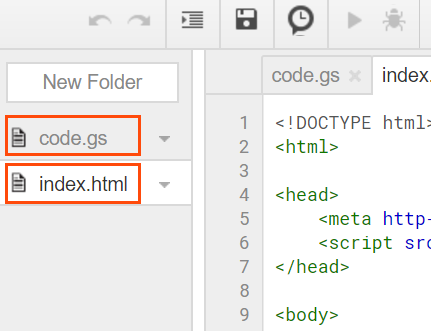 New Folder
code.gs
index.html
code.gs
index.
1 <!DOCTYPE html>
2 <html>
3
4 <head>
5 <meta http-
6 <script src
7 </head>
8
9 <body>